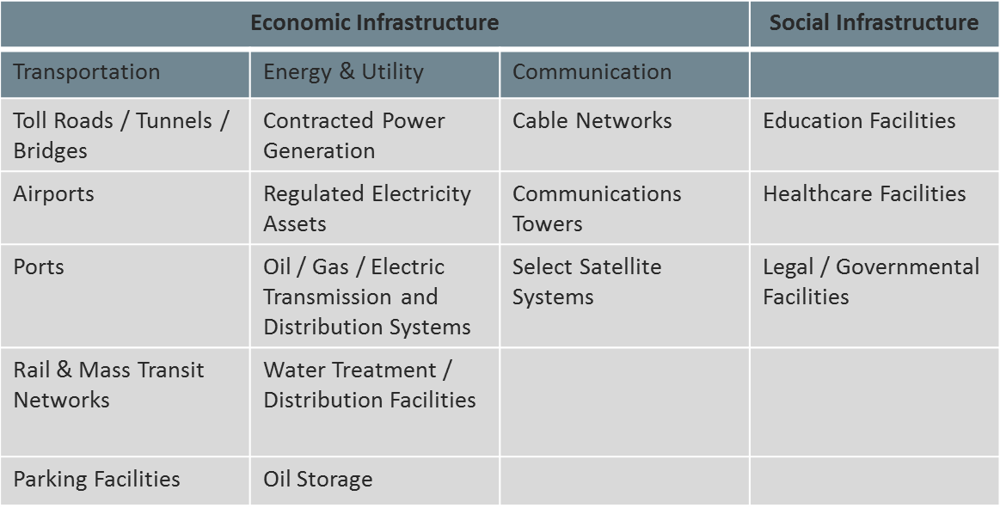 Economic Infrastructure
Social Infrastructure
Transportation
Energy & Utility
Communication
Toll Roads / Tunnels /
Bridges
Contracted Power
Generation
Cable Networks
Education Facilities
Airports
Regulated Electricity
Assets
Communications
Towers
Healthcare Facilities
Ports
Oil / Gas / Electric
Transmission and
Distribution Systems
Select Satellite
Systems
Legal / Governmental
Facilities
Rail & Mass Transit
Networks
Water Treatment /
Distribution Facilities
Parking Facilities
Oil Storage